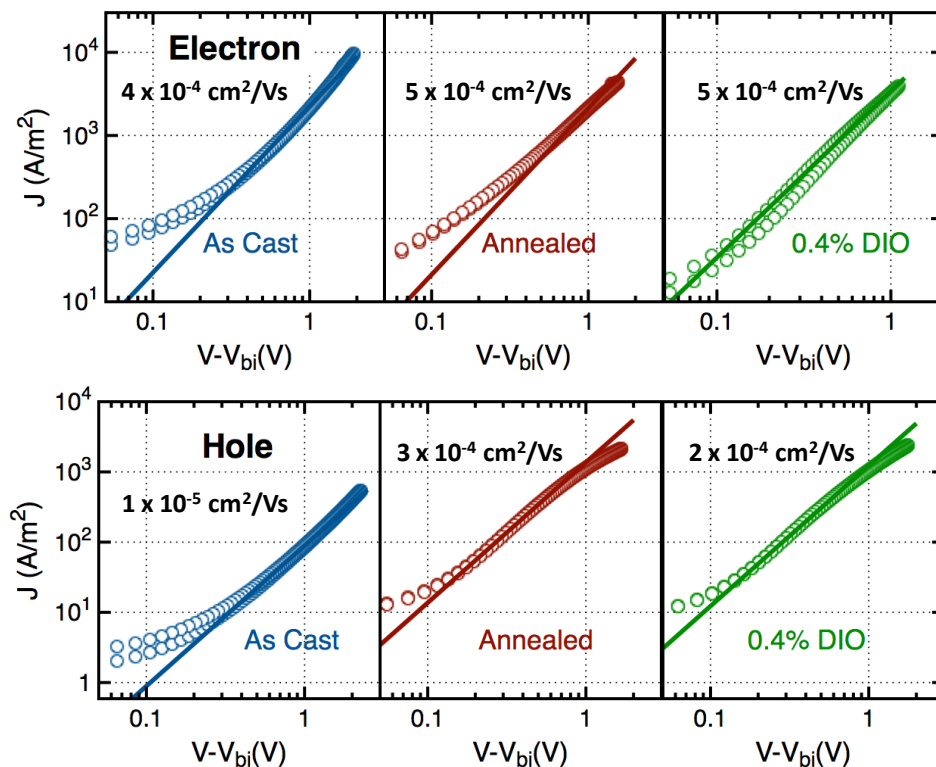 Electron
4 x 10⁻⁴ cm²/Vs
5 x 10⁻⁴ cm²/Vs
5 x 10⁻⁴ cm²/Vs
J (A/m²)
10⁴
10³
10²
10¹
As Cast
Annealed
0.4% DIO
0.1 1 0.1 1 0.1 1
V-V_bi(V) V-V_bi(V) V-V_bi(V)
Hole
1 x 10⁻⁵ cm²/Vs
3 x 10⁻⁴ cm²/Vs
2 x 10⁻⁴ cm²/Vs
J (A/m²)
10⁴
10³
10²
10¹
1
As Cast
Annealed
0.4% DIO
0.1 1 0.1 1 0.1 1
V-V_bi(V) V-V_bi(V) V-V_bi(V)